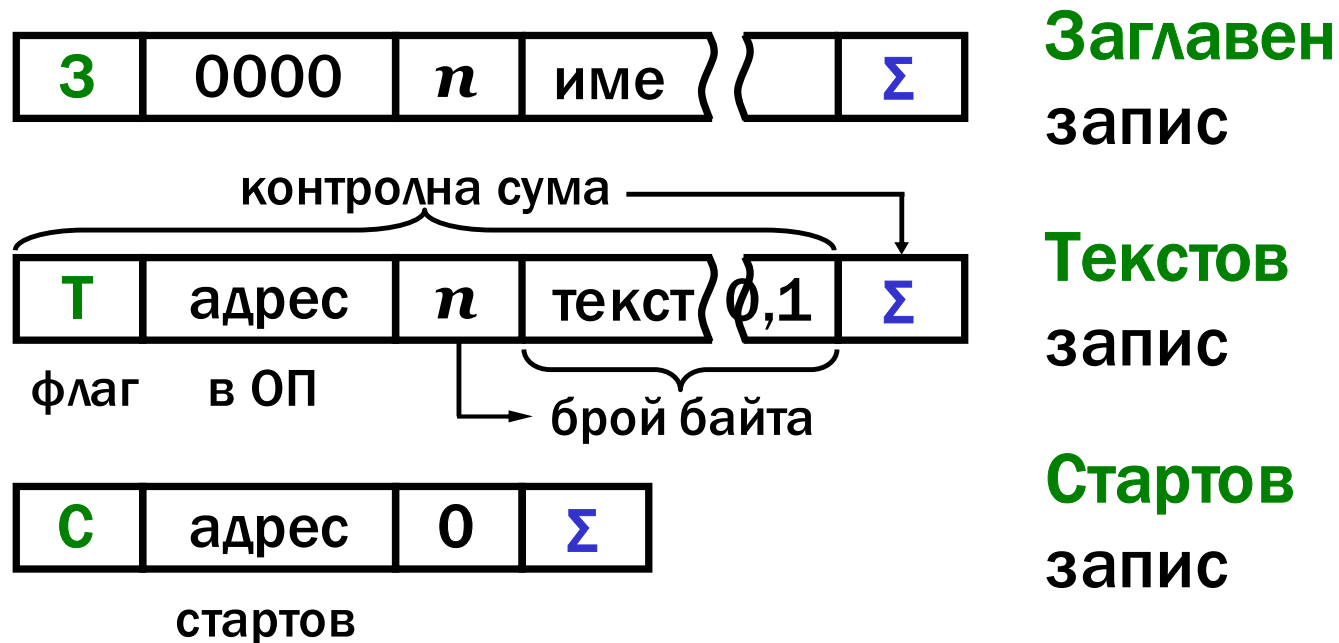 З 0000 n име Σ
Заглавен
запис
контролна сума
Т адрес n текст 0,1 Σ
Текстов
запис
флаг в ОП
брой байта
С адрес 0 Σ
Стартов
запис
стартов